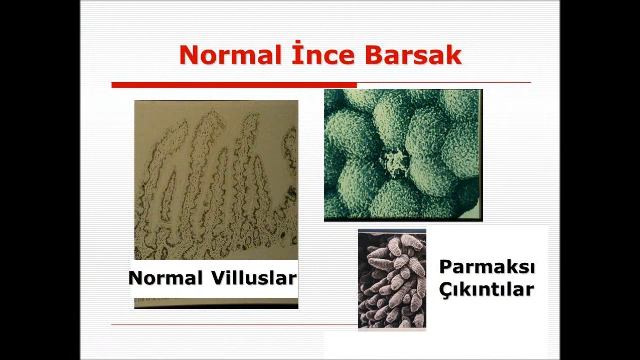 Normal İnce Barsak
Normal Villuslar
Parmaksı
Çıkıntılar